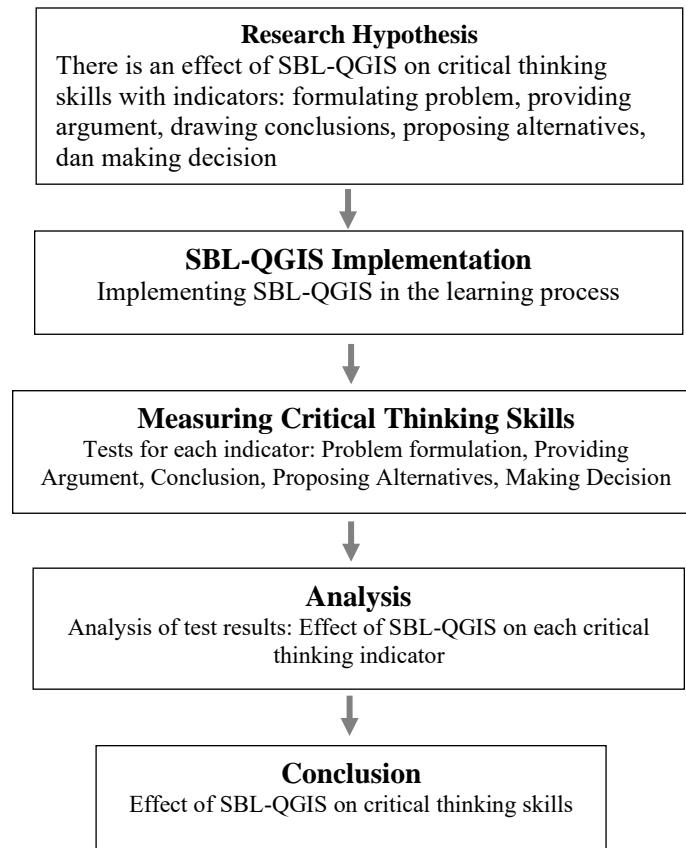 Research Hypothesis
There is an effect of SBL-QGIS on critical thinking
skills with indicators: formulating problem, providing
argument, drawing conclusions, proposing alternatives,
dan making decision
SBL-QGIS Implementation
Implementing SBL-QGIS in the learning process
Measuring Critical Thinking Skills
Tests for each indicator: Problem formulation, Providing
Argument, Conclusion, Proposing Alternatives, Making Decision
Analysis
Analysis of test results: Effect of SBL-QGIS on each critical
thinking indicator
Conclusion
Effect of SBL-QGIS on critical thinking skills